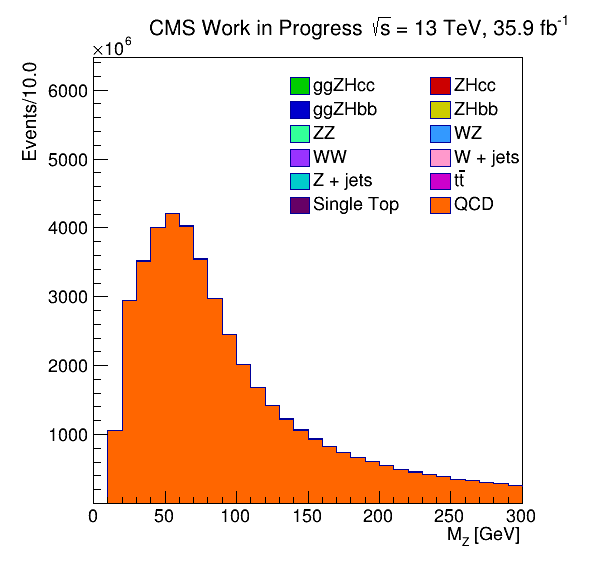 CMS Work in Progress √s = 13 TeV, 35.9 fb⁻¹
×10⁶
Events/10.0
6000
5000
4000
3000
2000
1000
ggZHcc ZHcc
ggZHbb ZHbb
ZZ WZ
WW W + jets
Z + jets tt̄
Single Top QCD
0 50 100 150 200 250 300
M_Z [GeV]